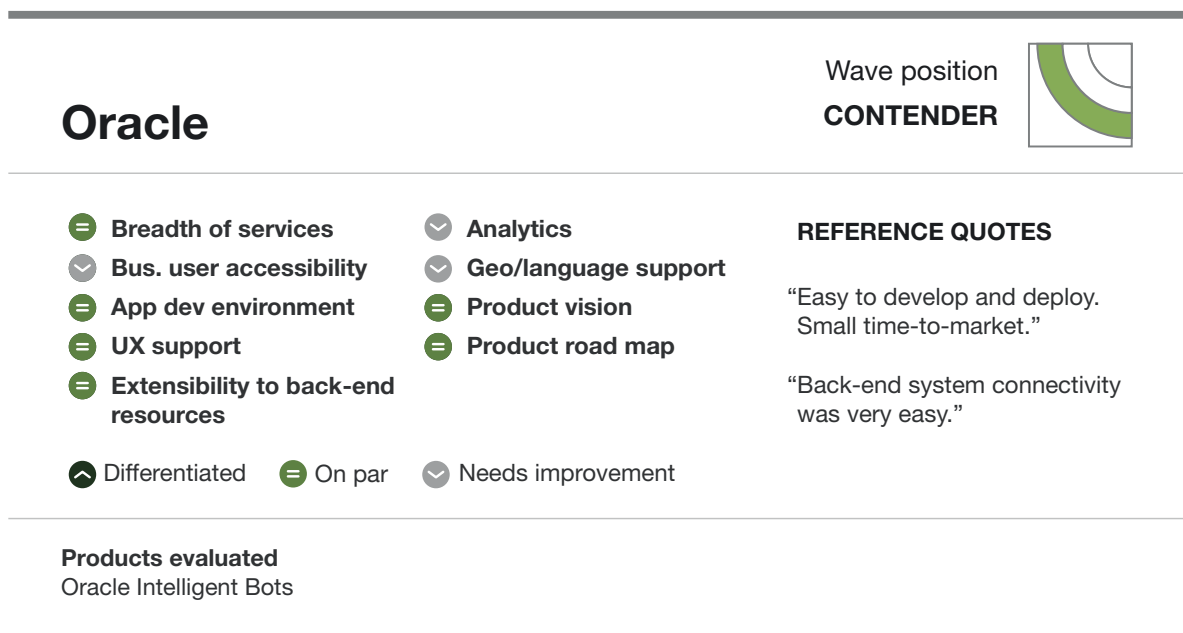 Wave position
CONTENDER
Oracle
Breadth of services
Bus. user accessibility
App dev environment
UX support
Extensibility to back-end
resources
Analytics
Geo/language support
Product vision
Product road map
REFERENCE QUOTES
“Easy to develop and deploy.
Small time-to-market.”
“Back-end system connectivity
was very easy.”
Differentiated
On par
Needs improvement
Products evaluated
Oracle Intelligent Bots